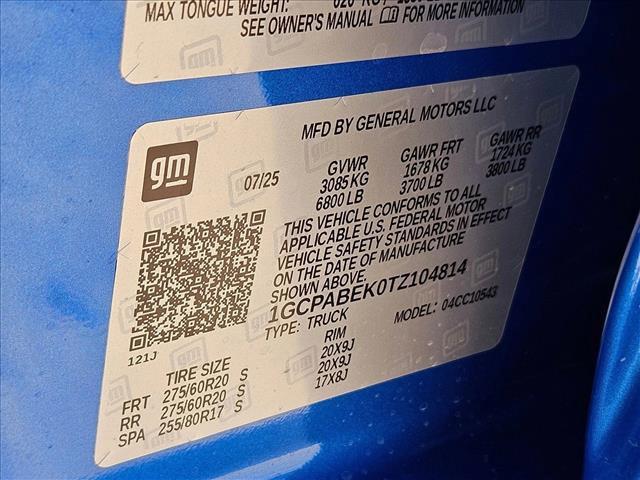 MAX TONGUE WEIGHT:
SEE OWNER'S MANUAL FOR MORE INFORMATION
MFD BY GENERAL MOTORS LLC
gm
07/25
GVWR GAWR FRT GAWR RR
3085 KG 1678 KG 1724 KG
6800 LB 3700 LB 3800 LB
THIS VEHICLE CONFORMS TO ALL
APPLICABLE U.S. FEDERAL MOTOR
VEHICLE SAFETY STANDARDS IN EFFECT
ON THE DATE OF MANUFACTURE
SHOWN ABOVE.
1GCPABEK0TZ104814
TYPE: TRUCK MODEL: 04CC10543
121J
TIRE SIZE RIM
FRT 275/60R20 S 20X9J
RR 275/60R20 S 20X9J
SPA 255/80R17 S 17X8J